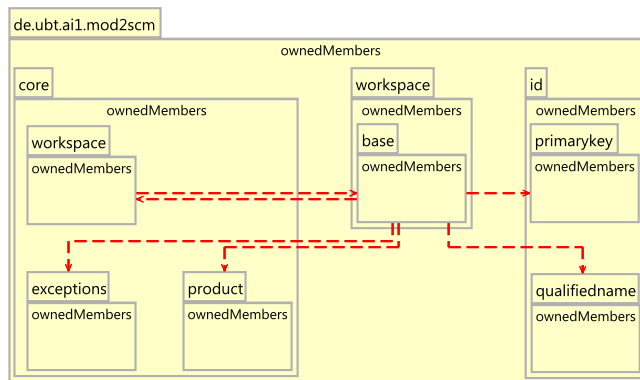 de.ubt.ai1.mod2scm
ownedMembers
core
workspace
id
ownedMembers
ownedMembers
ownedMembers
workspace
base
primarykey
ownedMembers
ownedMembers
ownedMembers
exceptions
product
qualifiedname
ownedMembers
ownedMembers
ownedMembers